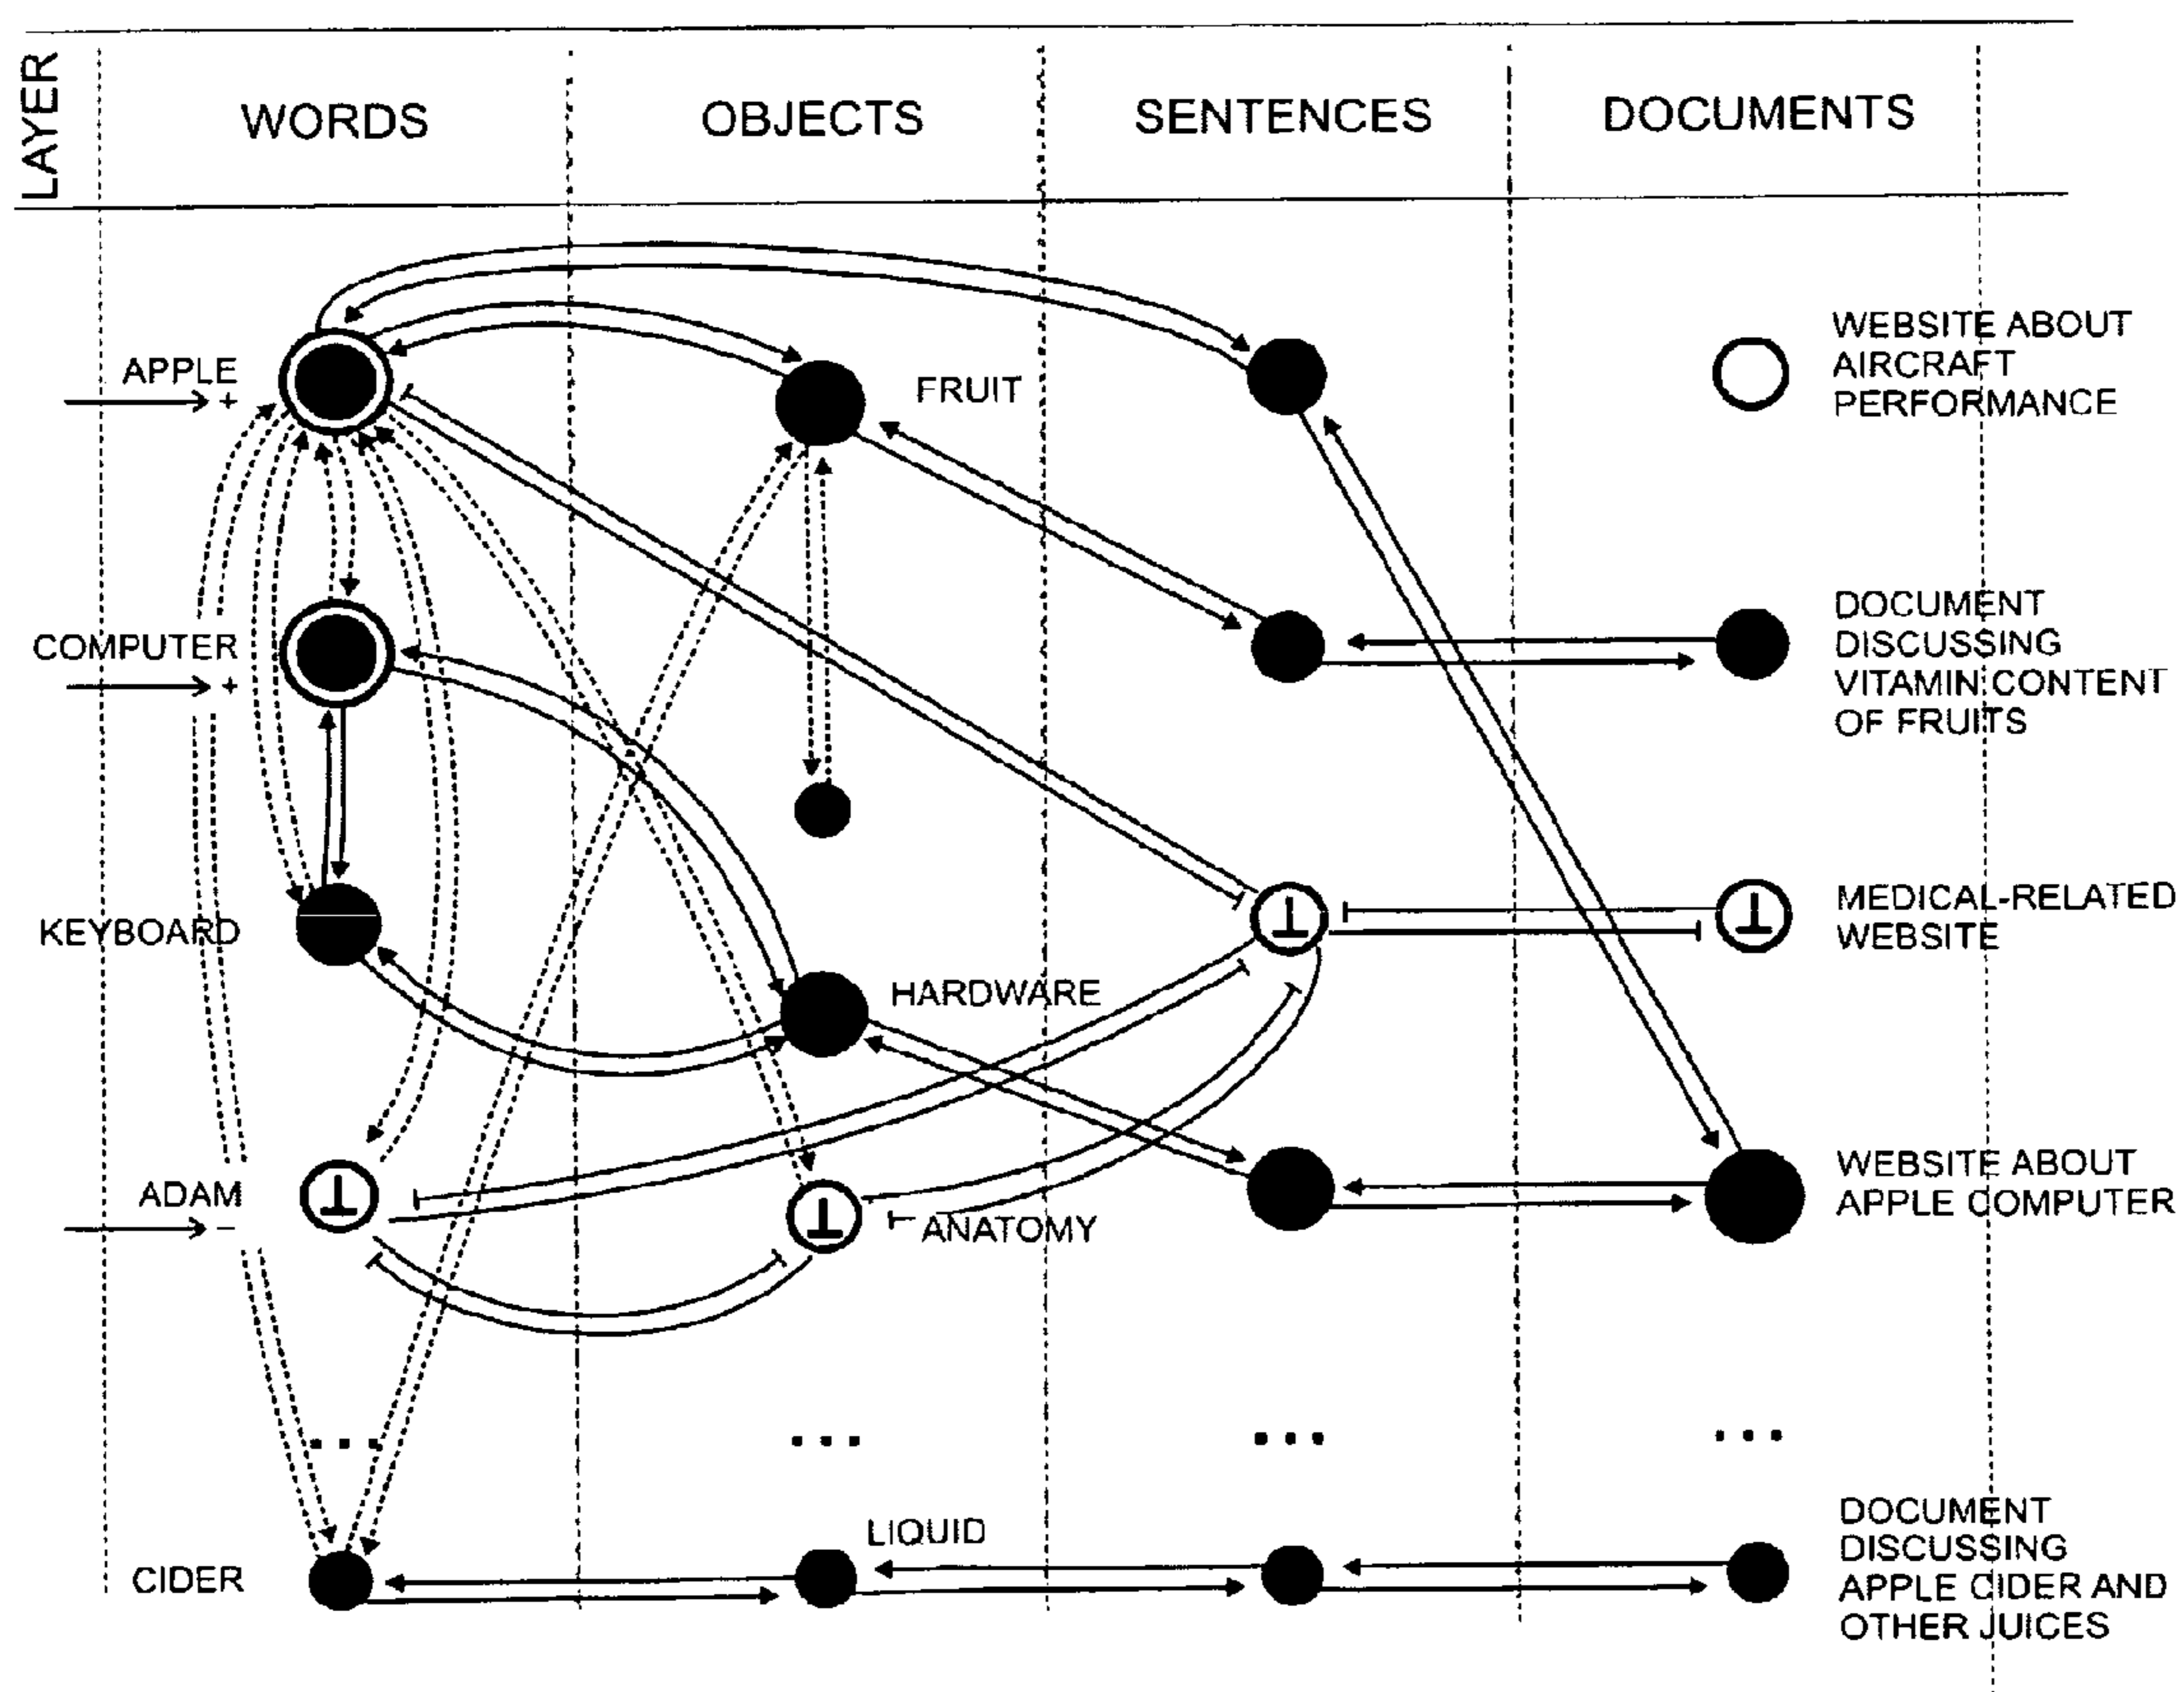 LAYER
WORDS
OBJECTS
SENTENCES
DOCUMENTS
APPLE
+
FRUIT
WEBSITE ABOUT
AIRCRAFT
PERFORMANCE
COMPUTER
+
DOCUMENT
DISCUSSING
VITAMIN CONTENT
OF FRUITS
KEYBOARD
HARDWARE
MEDICAL-RELATED
WEBSITE
ADAM
–
ANATOMY
WEBSITE ABOUT
APPLE COMPUTER
...
...
...
...
CIDER
LIQUID
DOCUMENT
DISCUSSING
APPLE CIDER AND
OTHER JUICES